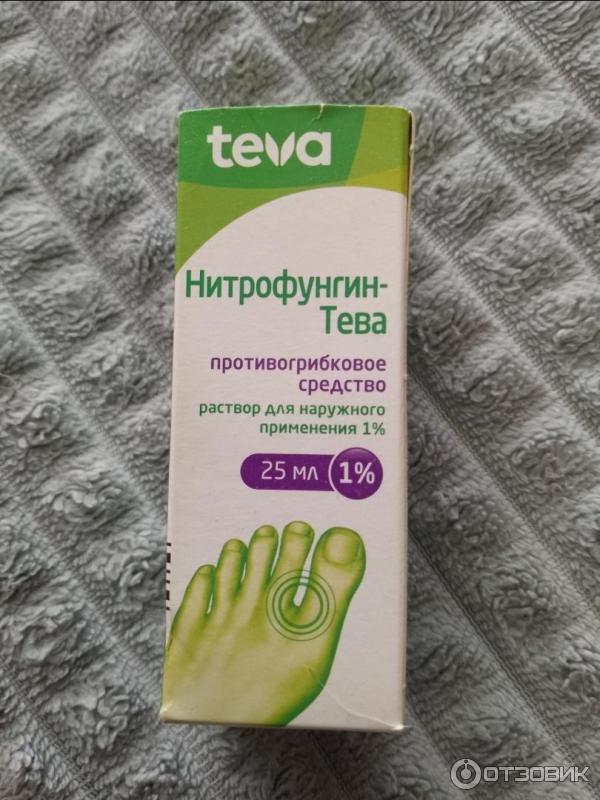 teva
Нитрофунгин-
Тева
противогрибковое
средство
раствор для наружного
применения 1%
25 мл 1%
ОТЗОВИК